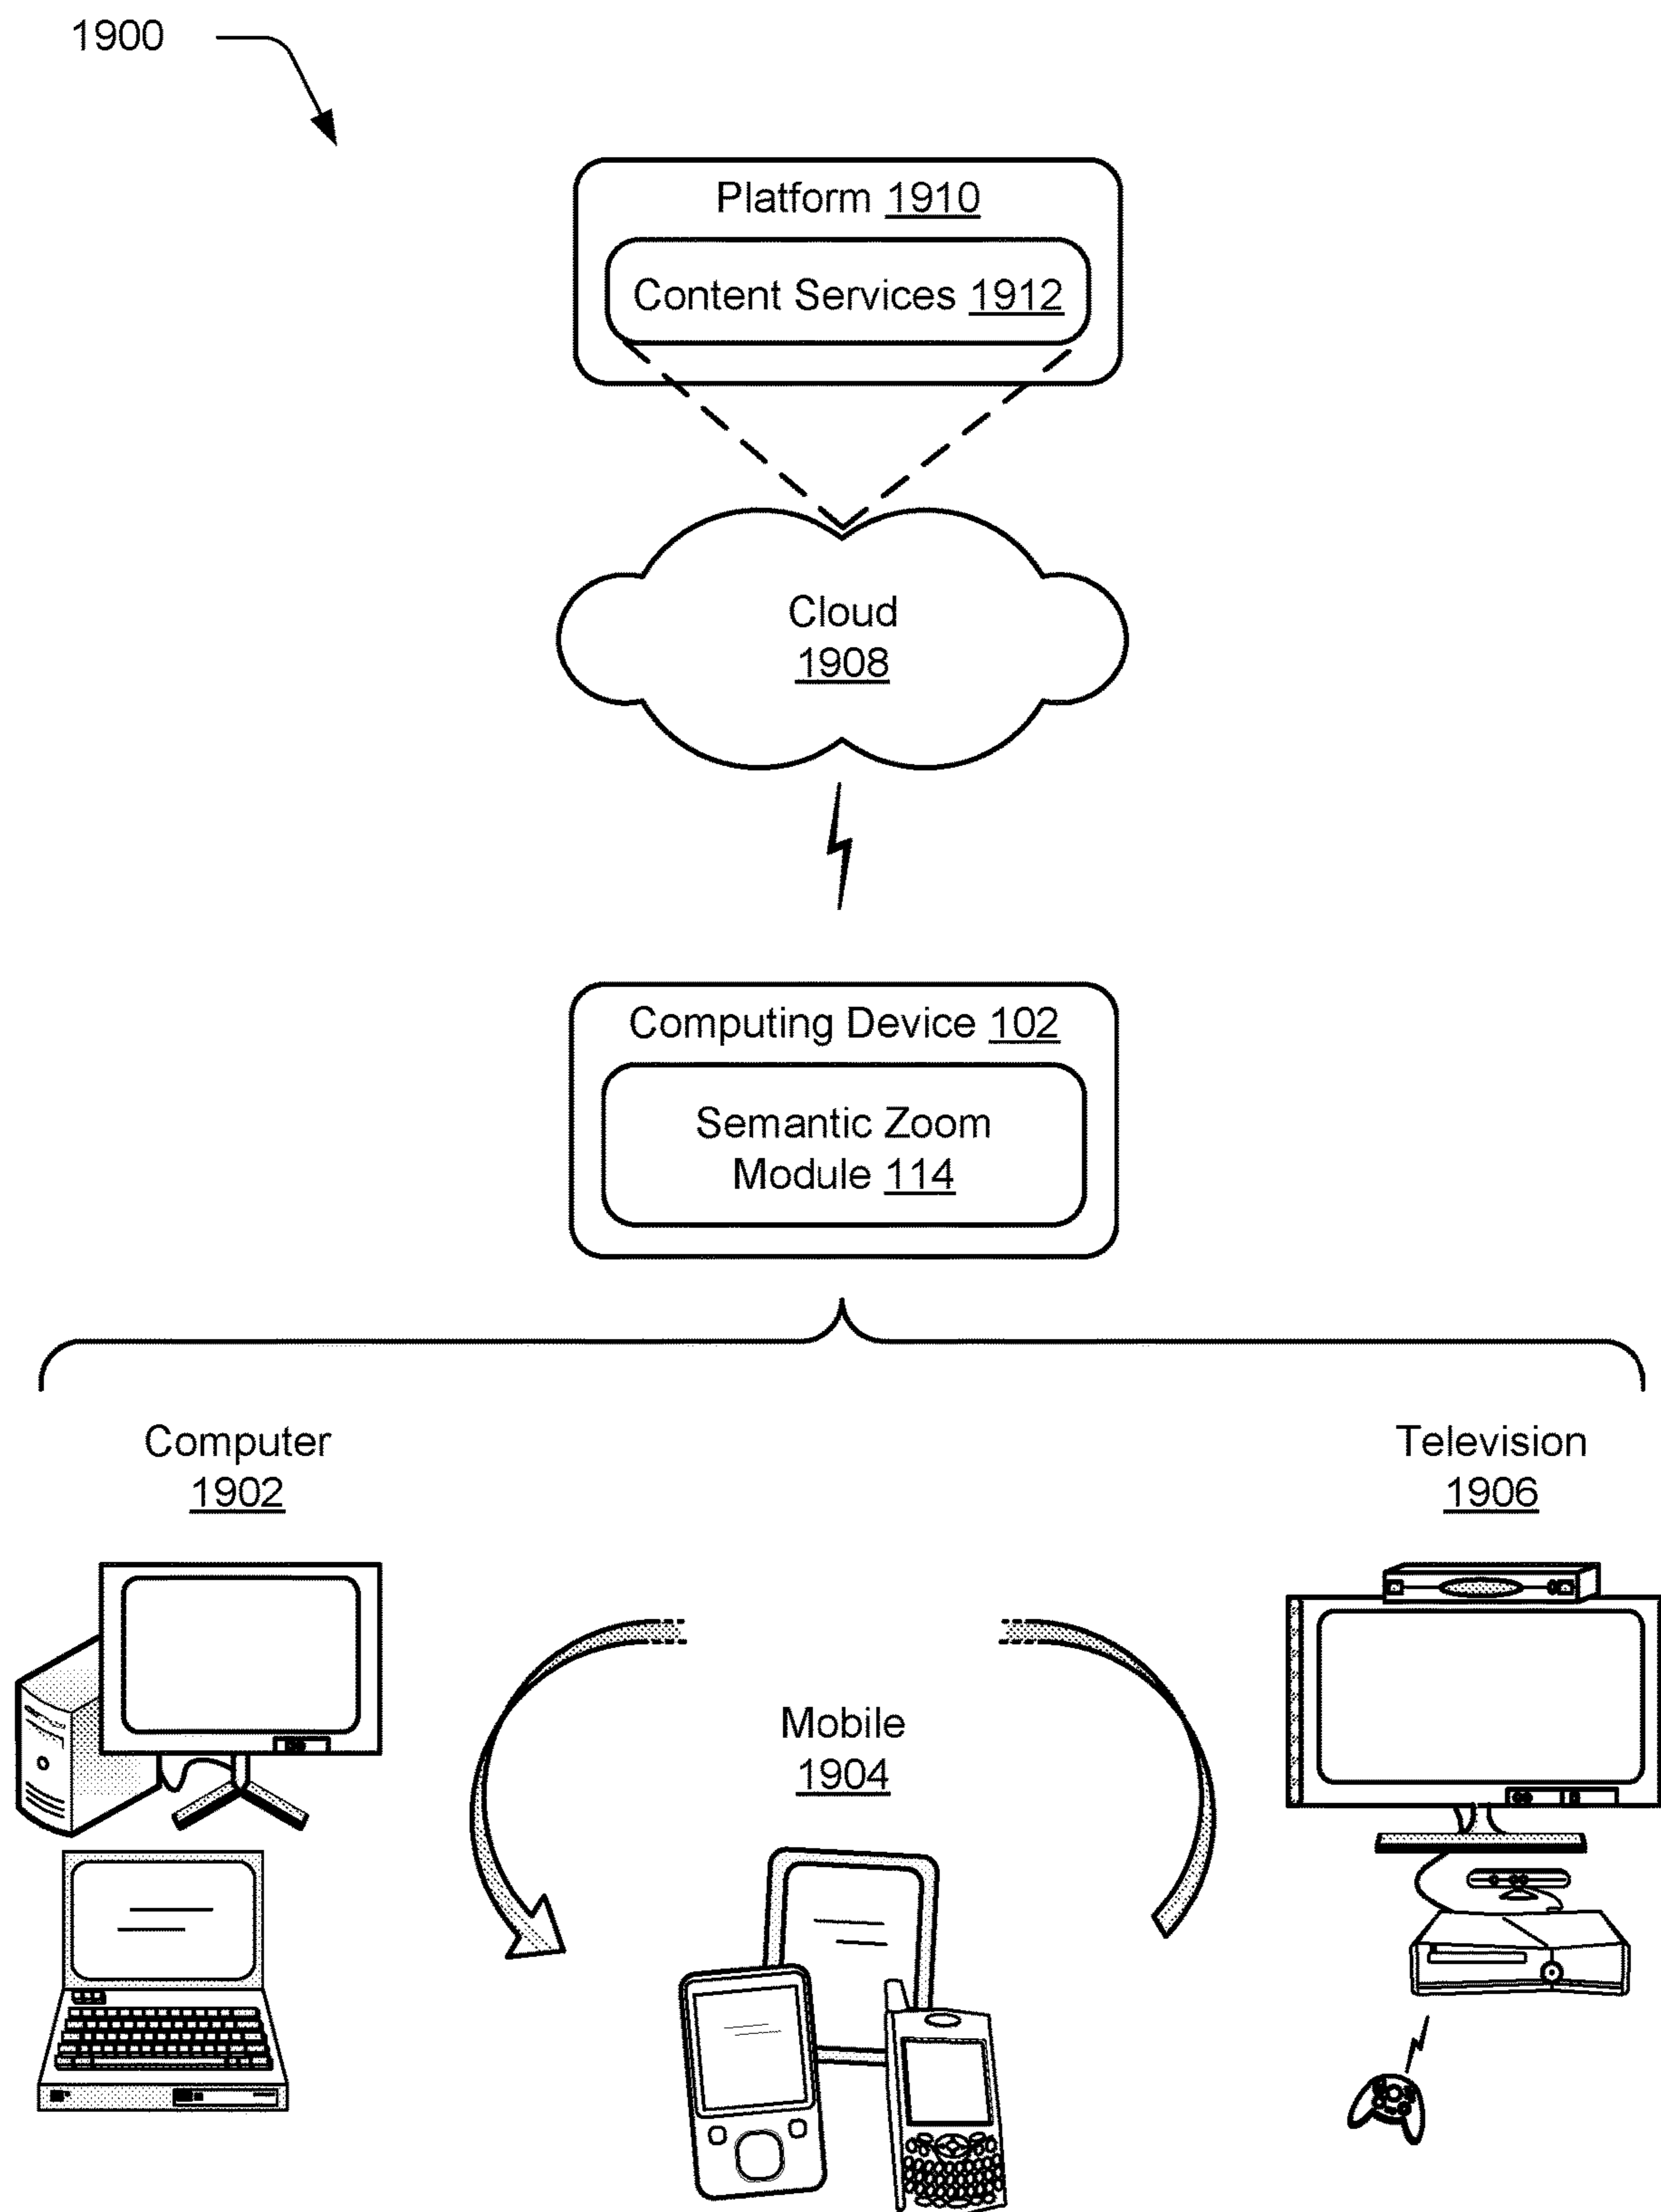 1900
Platform 1910
Content Services 1912
Cloud
1908
Computing Device 102
Semantic Zoom
Module 114
Computer
1902
Television
1906
Mobile
1904